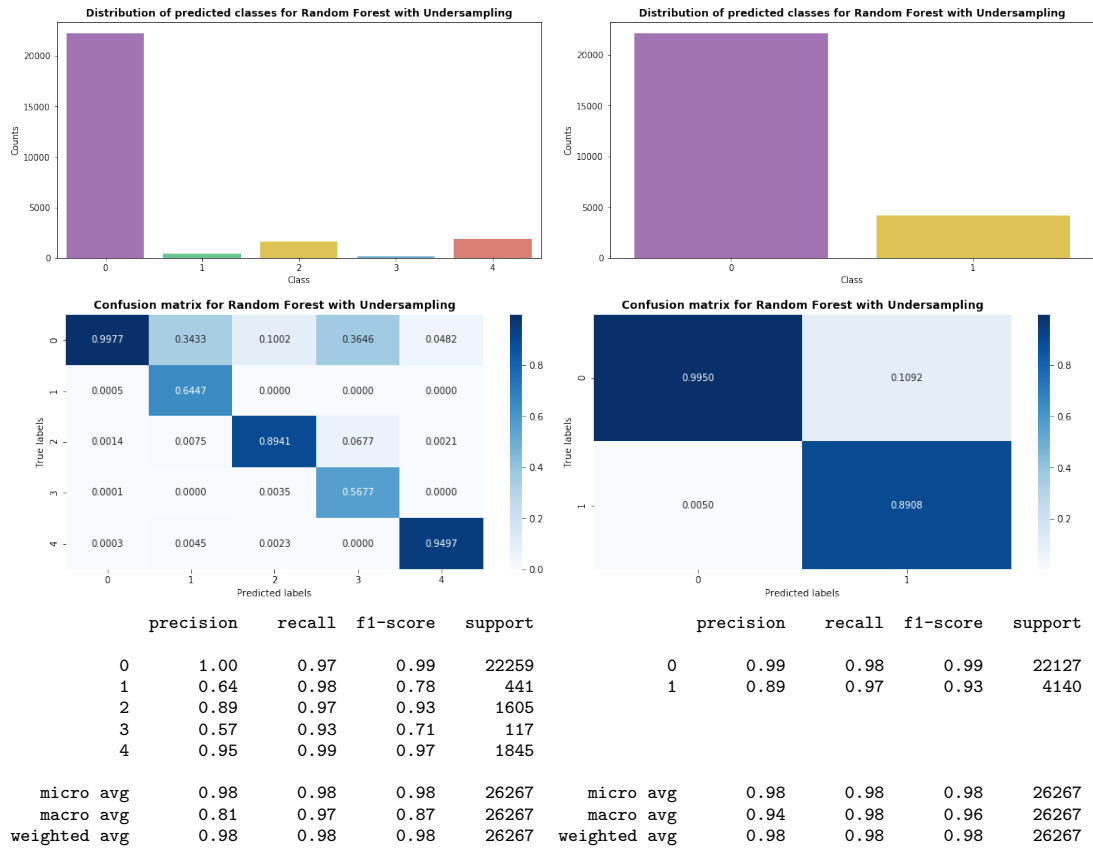 Distribution of predicted classes for Random Forest with Undersampling
20000
15000
10000
5000
0
Counts
0 1 2 3 4
Class
Distribution of predicted classes for Random Forest with Undersampling
20000
15000
10000
5000
0
Counts
0 1
Class
Confusion matrix for Random Forest with Undersampling
True labels
0 0.9977 0.3433 0.1002 0.3646 0.0482
1 0.0005 0.6447 0.0000 0.0000 0.0000
2 0.0014 0.0075 0.8941 0.0677 0.0021
3 0.0001 0.0000 0.0035 0.5677 0.0000
4 0.0003 0.0045 0.0023 0.0000 0.9497
0 1 2 3 4
Predicted labels
0.8
0.6
0.4
0.2
0.0
Confusion matrix for Random Forest with Undersampling
True labels
0 0.9950 0.1092
1 0.0050 0.8908
0 1
Predicted labels
0.8
0.6
0.4
0.2
precision recall f1-score support
0 1.00 0.97 0.99 22259
1 0.64 0.98 0.78 441
2 0.89 0.97 0.93 1605
3 0.57 0.93 0.71 117
4 0.95 0.99 0.97 1845
micro avg 0.98 0.98 0.98 26267
macro avg 0.81 0.97 0.87 26267
weighted avg 0.98 0.98 0.98 26267
precision recall f1-score support
0 0.99 0.98 0.99 22127
1 0.89 0.97 0.93 4140
micro avg 0.98 0.98 0.98 26267
macro avg 0.94 0.98 0.96 26267
weighted avg 0.98 0.98 0.98 26267